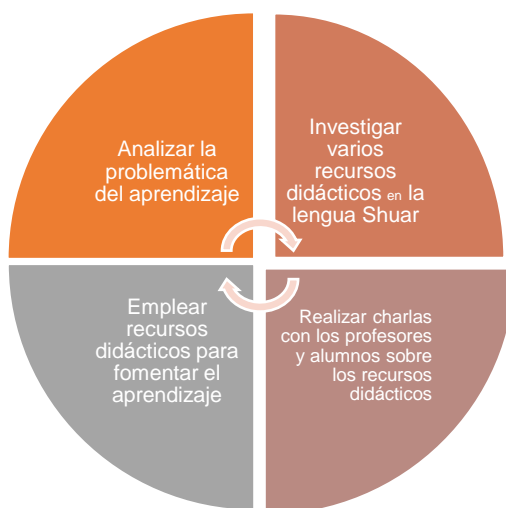 Analizar la
problemática
del aprendizaje
Investigar
varios
recursos
didácticos en la
lengua Shuar
Emplear
recursos
didácticos para
fomentar el
aprendizaje
Realizar charlas
con los profesores
y alumnos sobre
los recursos
didácticos